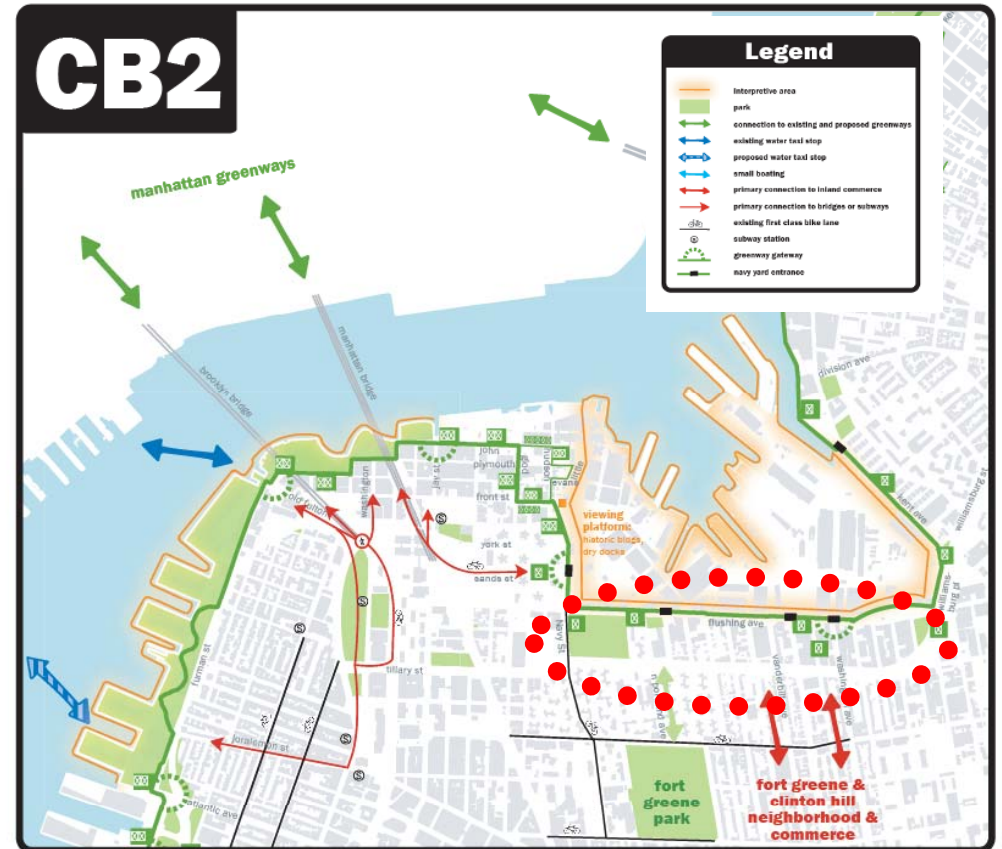 CB2
Legend
interpretive area
park
connection to existing and proposed greenways
existing water taxi stop
proposed water taxi stop
small boating
primary connection to inland commerce
primary connection to bridges or subways
existing first class bike lane
subway station
greenway gateway
navy yard entrance
manhattan greenways
brooklyn bridge
manhattan bridge
division ave
kent ave
williamsburg st
john
plymouth
jay st
gold
hudson
little
evans
front st
washington
old fulton
york st
sands st
viewing
platform:
historic blogs,
dry docks
flushing ave
navy st
vanderbilt
ave
furman st
tillary st
joralemon st
atlantic ave
fort
greene
park
fort greene &
clinton hill
neighborhood &
commerce